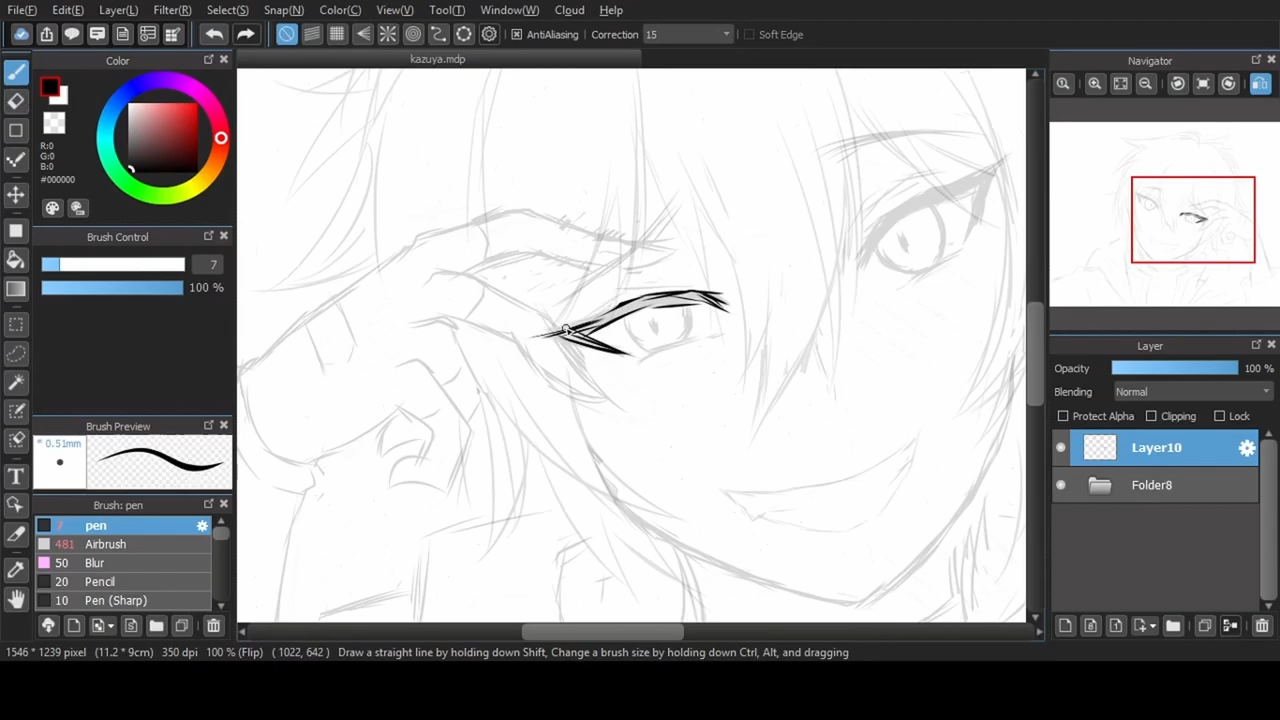 File(F) Edit(E) Layer(L) Filter(R) Select(S) Snap(N) Color(C) View(V) Tool(T) Window(W) Cloud Help
AntiAliasing Correction 15 Soft Edge
Color
kazuya.mdp
Navigator
R:0
G:0
B:0
#000000
Brush Control
7
100 %
Layer
Opacity 100 %
Blending Normal
Protect Alpha Clipping Lock
Layer10
Folder8
Brush Preview
* 0.51mm
Brush: pen
7 pen
481 Airbrush
50 Blur
20 Pencil
10 Pen (Sharp)
1546 * 1239 pixel (11.2 * 9cm) 350 dpi 100 % (Flip) ( 1022, 642 ) Draw a straight line by holding down Shift, Change a brush size by holding down Ctrl, Alt, and dragging